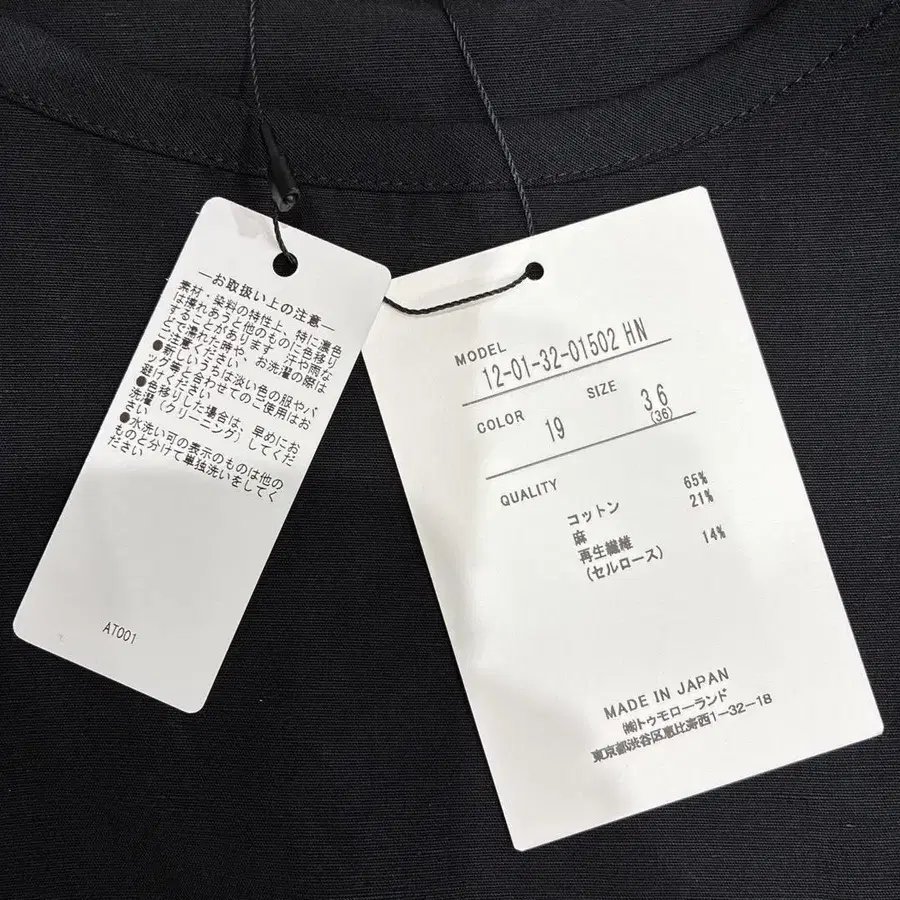 ―お取扱い上の注意―
素材・染料の特性上、特に濃色
は濡れあうと他のものに色移り
することがあります。汗や雨な
どで濡れた時や、お洗濯の際は
ご注意ください。
●新しいうちは淡い色の服やバ
ッグ等と合わせてのご使用はお
避けください
●色移りした場合は、早めにお
洗濯(クリーニング)してくだ
さい
●水洗い可の表示のものは他の
ものと分けて単独洗いをしてく
ださい
AT001
MODEL 12-01-32-01502 HN
COLOR 19 SIZE 36
(36)
QUALITY
コットン 65%
麻 21%
再生繊維 14%
(セルロース)
MADE IN JAPAN
㈱トゥモローランド
東京都渋谷区恵比寿西1-32-18